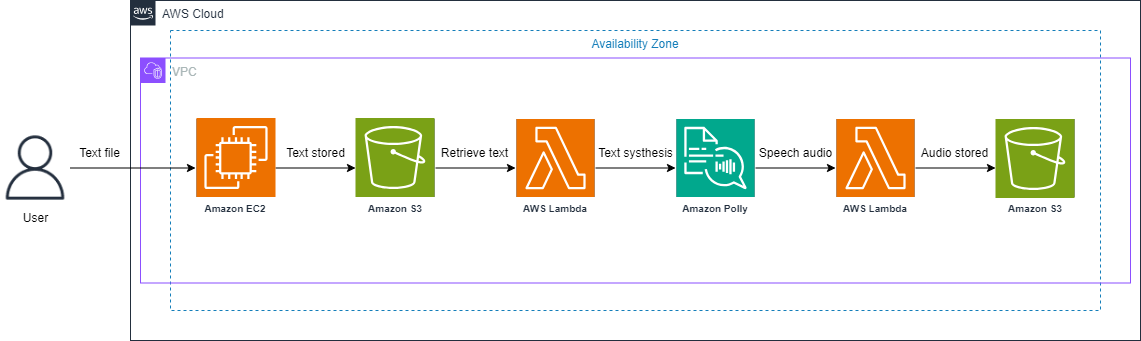 aws
AWS Cloud
Availability Zone
VPC
Text file
Text stored
Retrieve text
Text systhesis
Speech audio
Audio stored
User
Amazon EC2
Amazon S3
AWS Lambda
Amazon Polly
AWS Lambda
Amazon S3